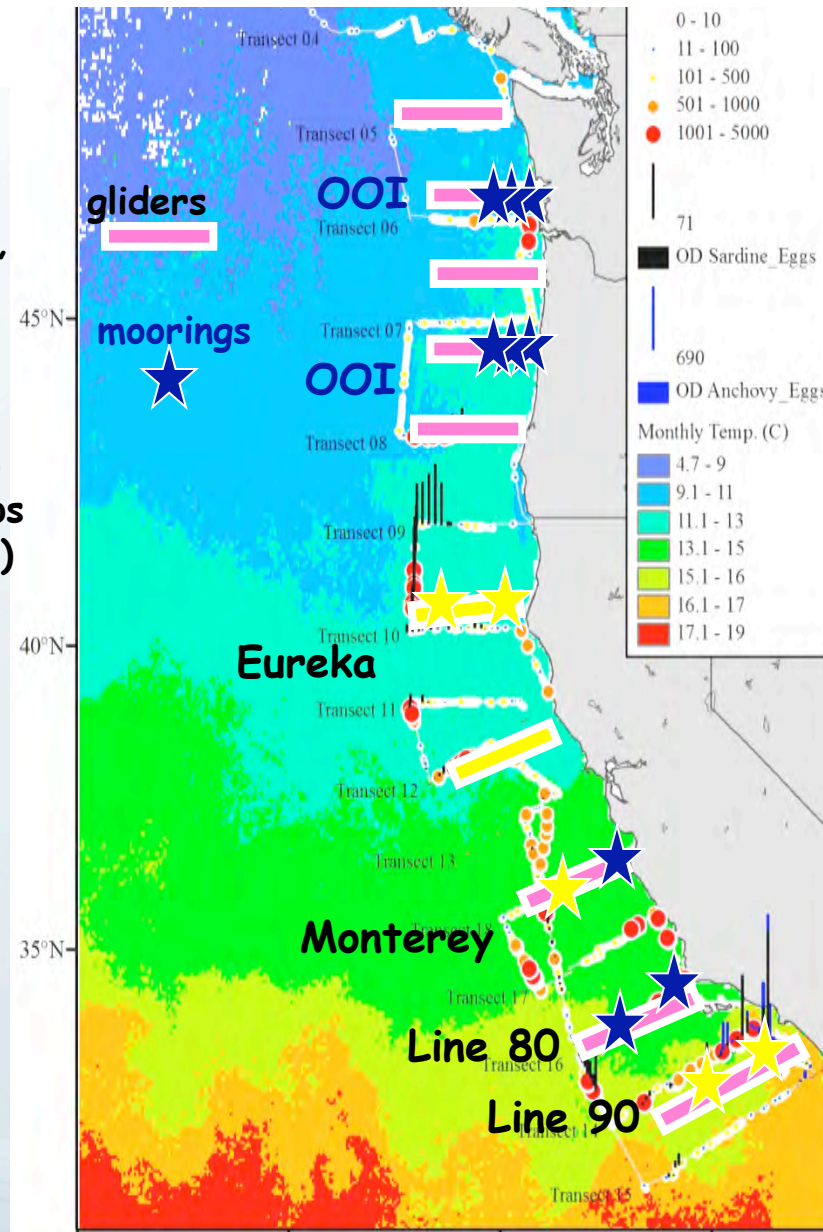 0 - 10
11 - 100
101 - 500
501 - 1000
1001 - 5000
71
OD Sardine_Eggs
690
OD Anchovy_Eggs
Monthly Temp. (C)
4.7 - 9
9.1 - 11
11.1 - 13
13.1 - 15
15.1 - 16
16.1 - 17
17.1 - 19
Transect 04
Transect 05
OOI
gliders
Transect 06
45°N
Transect 07
moorings
OOI
Transect 08
Transect 09
)
Transect 10
40°N
Eureka
Transect 11
Transect 12
Transect 13
Monterey
35°N
Transect 17
Line 80
Transect 16
Line 90
Transect 15